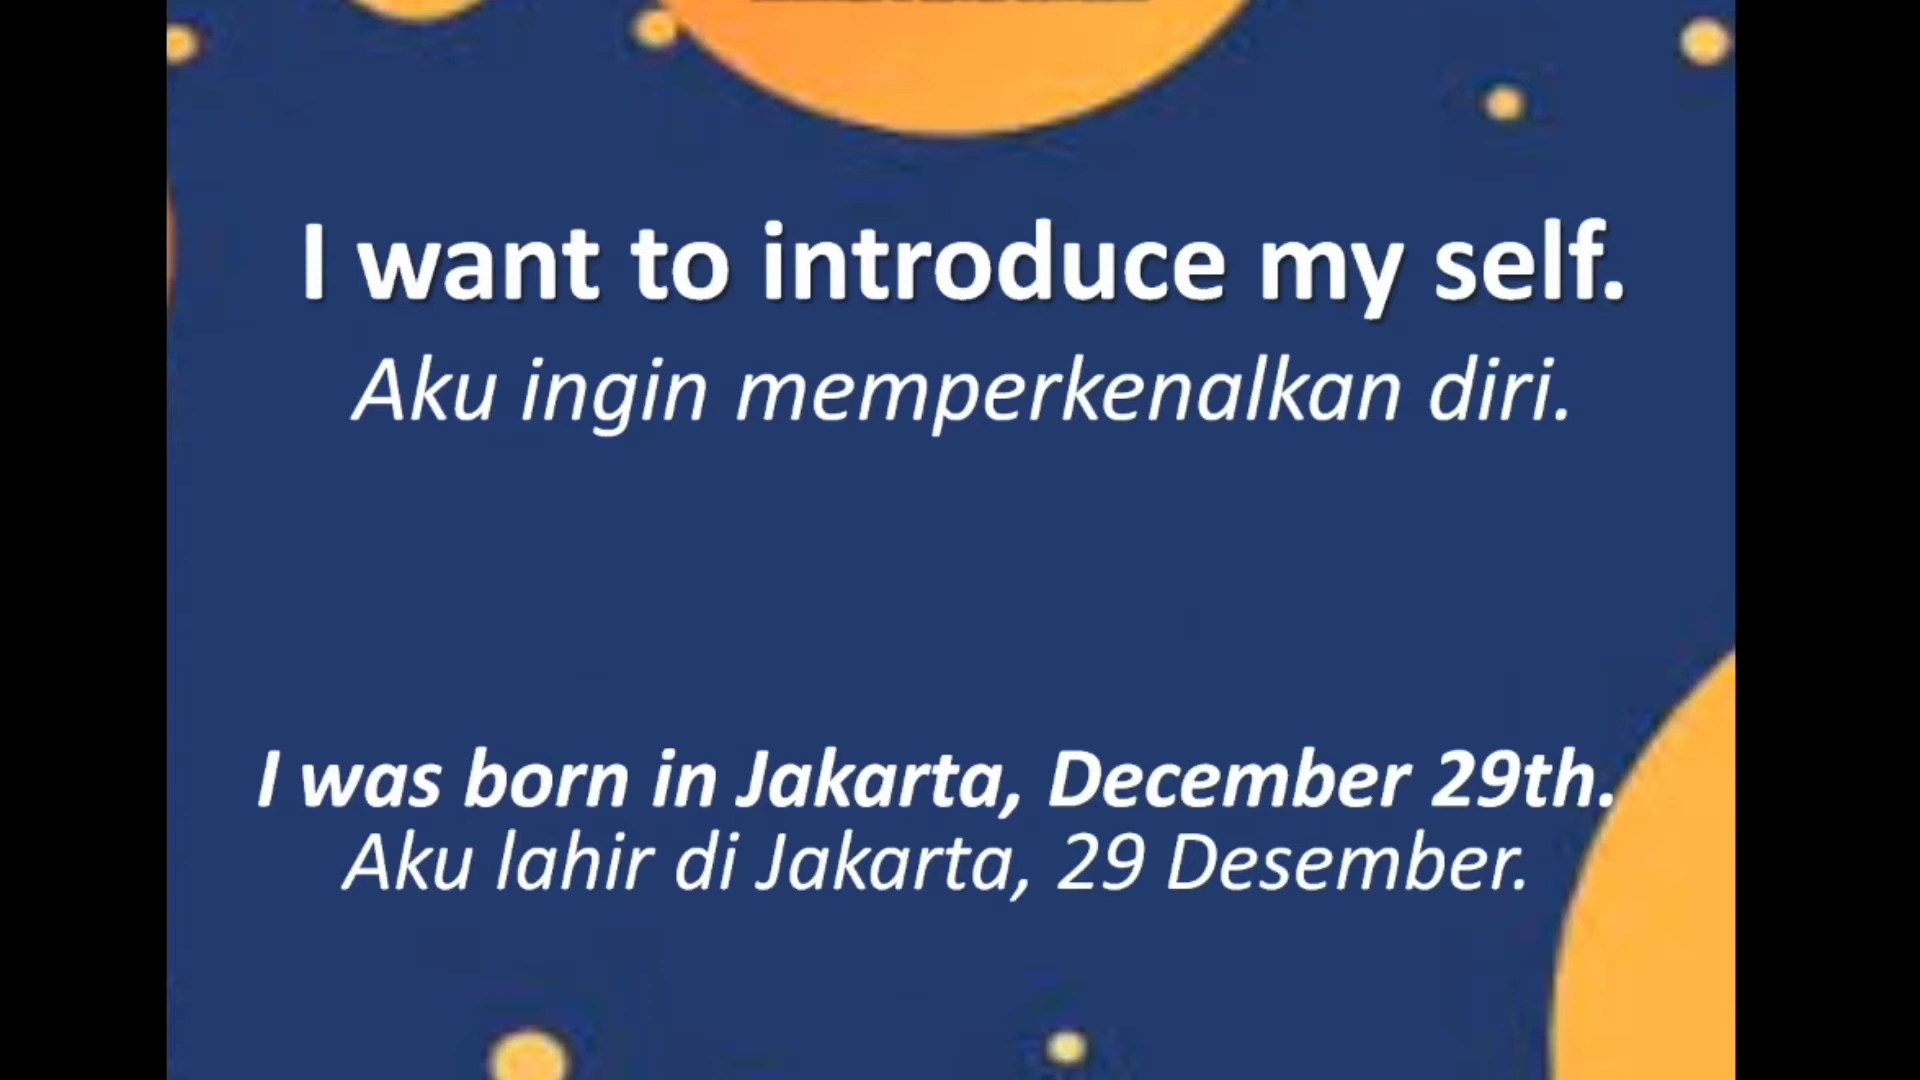 I want to introduce my self.
Aku ingin memperkenalkan diri.
I was born in Jakarta, December 29th.
Aku lahir di Jakarta, 29 Desember.